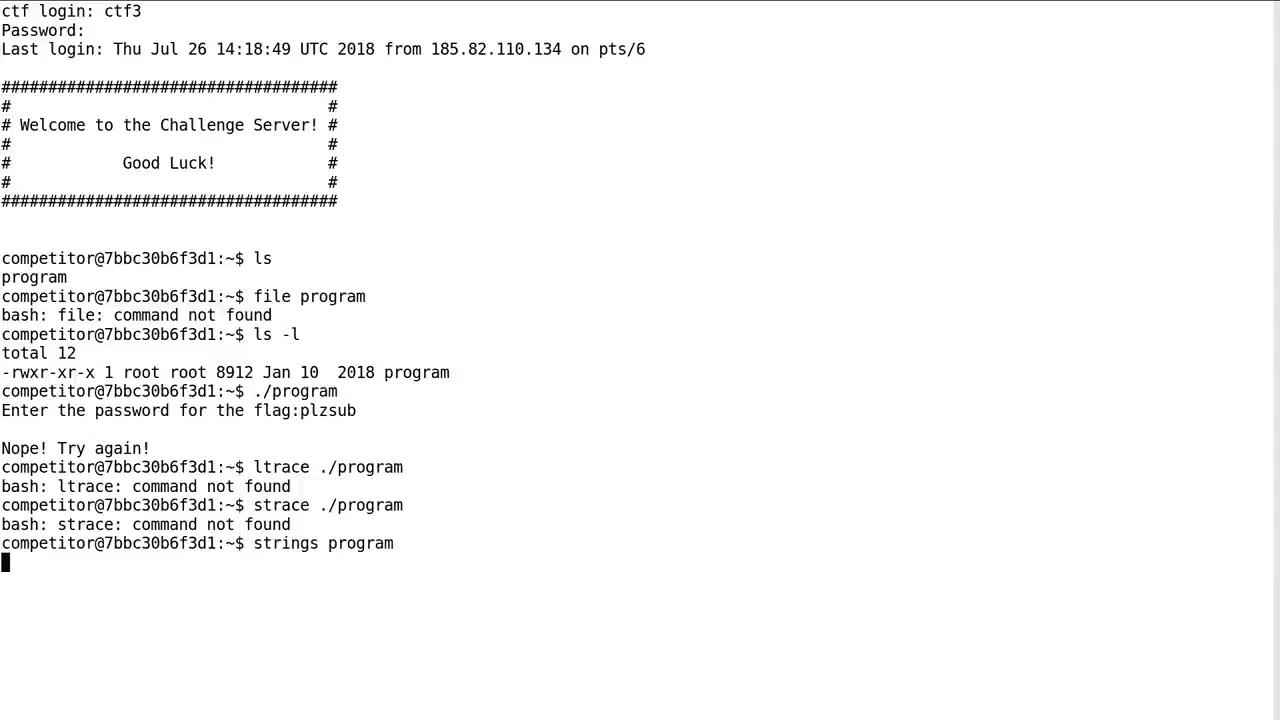 ctf login: ctf3
Password:
Last login: Thu Jul 26 14:18:49 UTC 2018 from 185.82.110.134 on pts/6
####################################
#                                  #
# Welcome to the Challenge Server! #
#                                  #
#            Good Luck!            #
#                                  #
####################################
competitor@7bbc30b6f3d1:~$ ls
program
competitor@7bbc30b6f3d1:~$ file program
bash: file: command not found
competitor@7bbc30b6f3d1:~$ ls -l
total 12
-rwxr-xr-x 1 root root 8912 Jan 10  2018 program
competitor@7bbc30b6f3d1:~$ ./program
Enter the password for the flag:plzsub
Nope! Try again!
competitor@7bbc30b6f3d1:~$ ltrace ./program
bash: ltrace: command not found
competitor@7bbc30b6f3d1:~$ strace ./program
bash: strace: command not found
competitor@7bbc30b6f3d1:~$ strings program